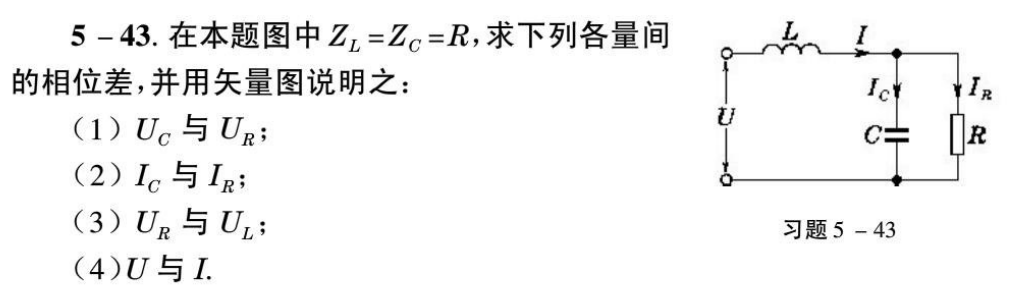 5－43. 在本题图中 Z_L=Z_C=R,求下列各量间
的相位差,并用矢量图说明之:
(1) U_C 与 U_R;
(2) I_C 与 I_R;
(3) U_R 与 U_L;
(4)U 与 I.
L
I
I_C
I_R
U
C
R
习题 5－43